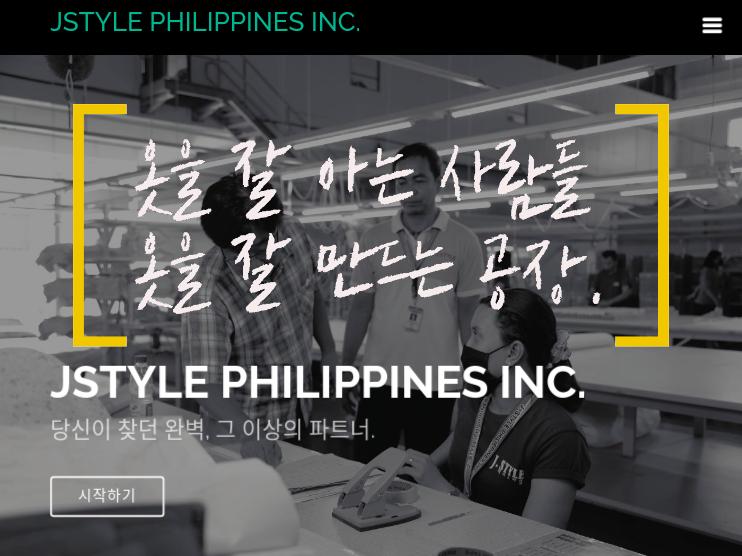 JSTYLE PHILIPPINES INC.
옷을 잘 아는 사람들
옷을 잘 만드는 공장.
JSTYLE PHILIPPINES INC.
당신이 찾던 완벽, 그 이상의 파트너.
J-STYLE
시작하기